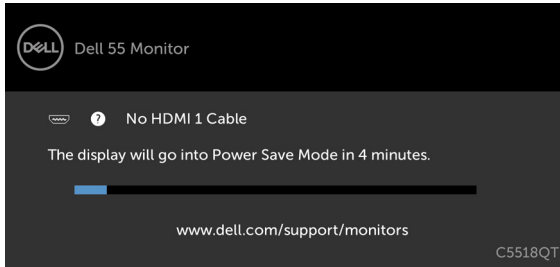 DELL
Dell 55 Monitor
? No HDMI 1 Cable
The display will go into Power Save Mode in 4 minutes.
www.dell.com/support/monitors
C5518QT